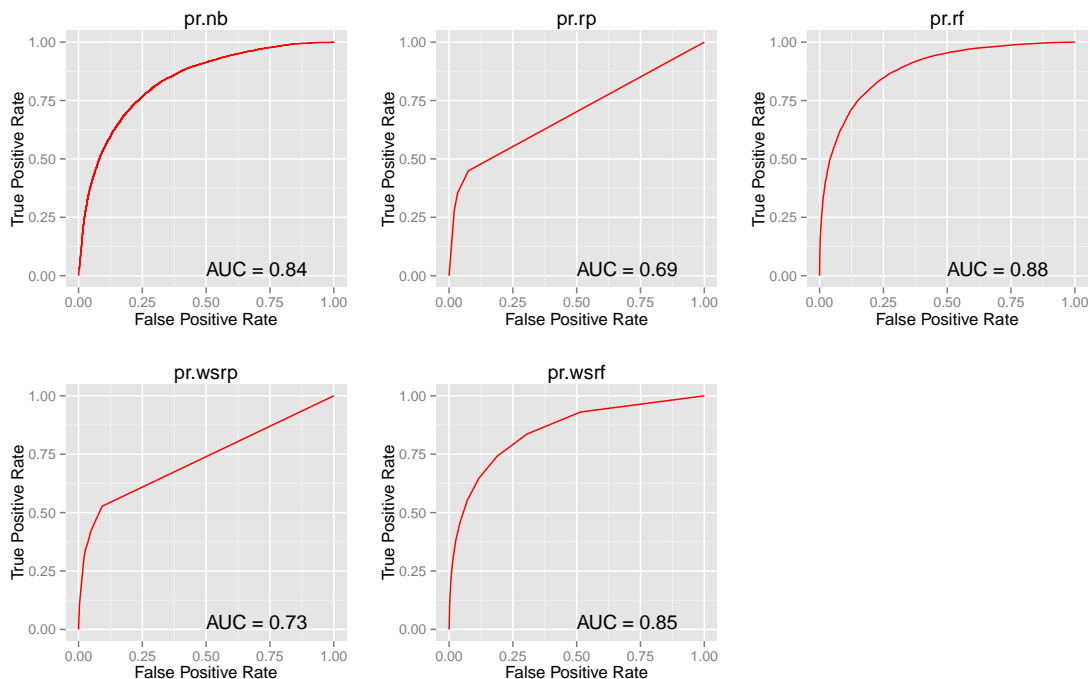 pr.nb
True Positive Rate
1.00
0.75
0.50
0.25
0.00
AUC = 0.84
0.00 0.25 0.50 0.75 1.00
False Positive Rate
pr.rp
True Positive Rate
1.00
0.75
0.50
0.25
0.00
AUC = 0.69
0.00 0.25 0.50 0.75 1.00
False Positive Rate
pr.rf
True Positive Rate
1.00
0.75
0.50
0.25
0.00
AUC = 0.88
0.00 0.25 0.50 0.75 1.00
False Positive Rate
pr.wsrp
True Positive Rate
1.00
0.75
0.50
0.25
0.00
AUC = 0.73
0.00 0.25 0.50 0.75 1.00
False Positive Rate
pr.wsrf
True Positive Rate
1.00
0.75
0.50
0.25
0.00
AUC = 0.85
0.00 0.25 0.50 0.75 1.00
False Positive Rate